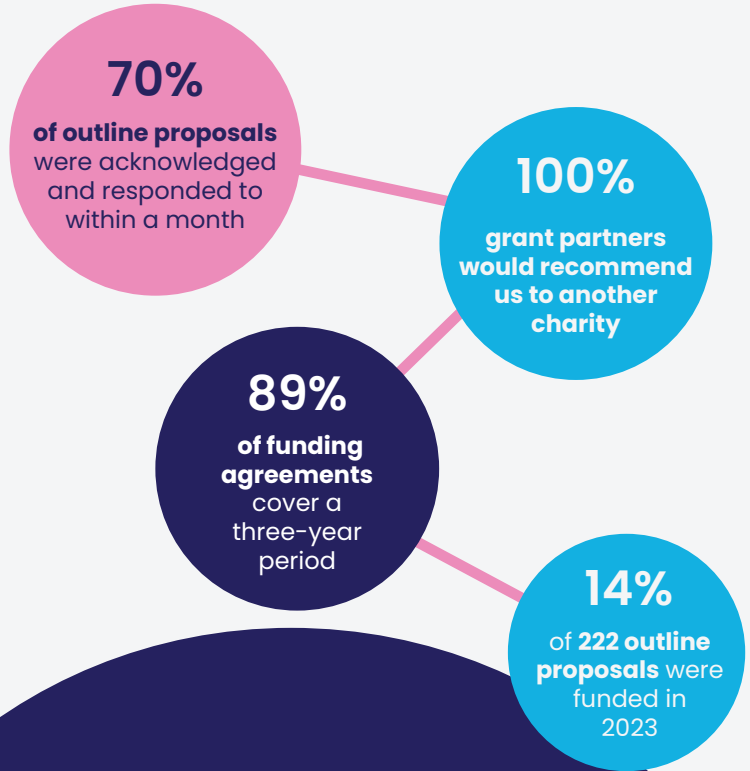 70%
of outline proposals
were acknowledged
and responded to
within a month
100%
grant partners
would recommend
us to another
charity
89%
of funding
agreements
cover a
three-year
period
14%
of 222 outline
proposals were
funded in
2023